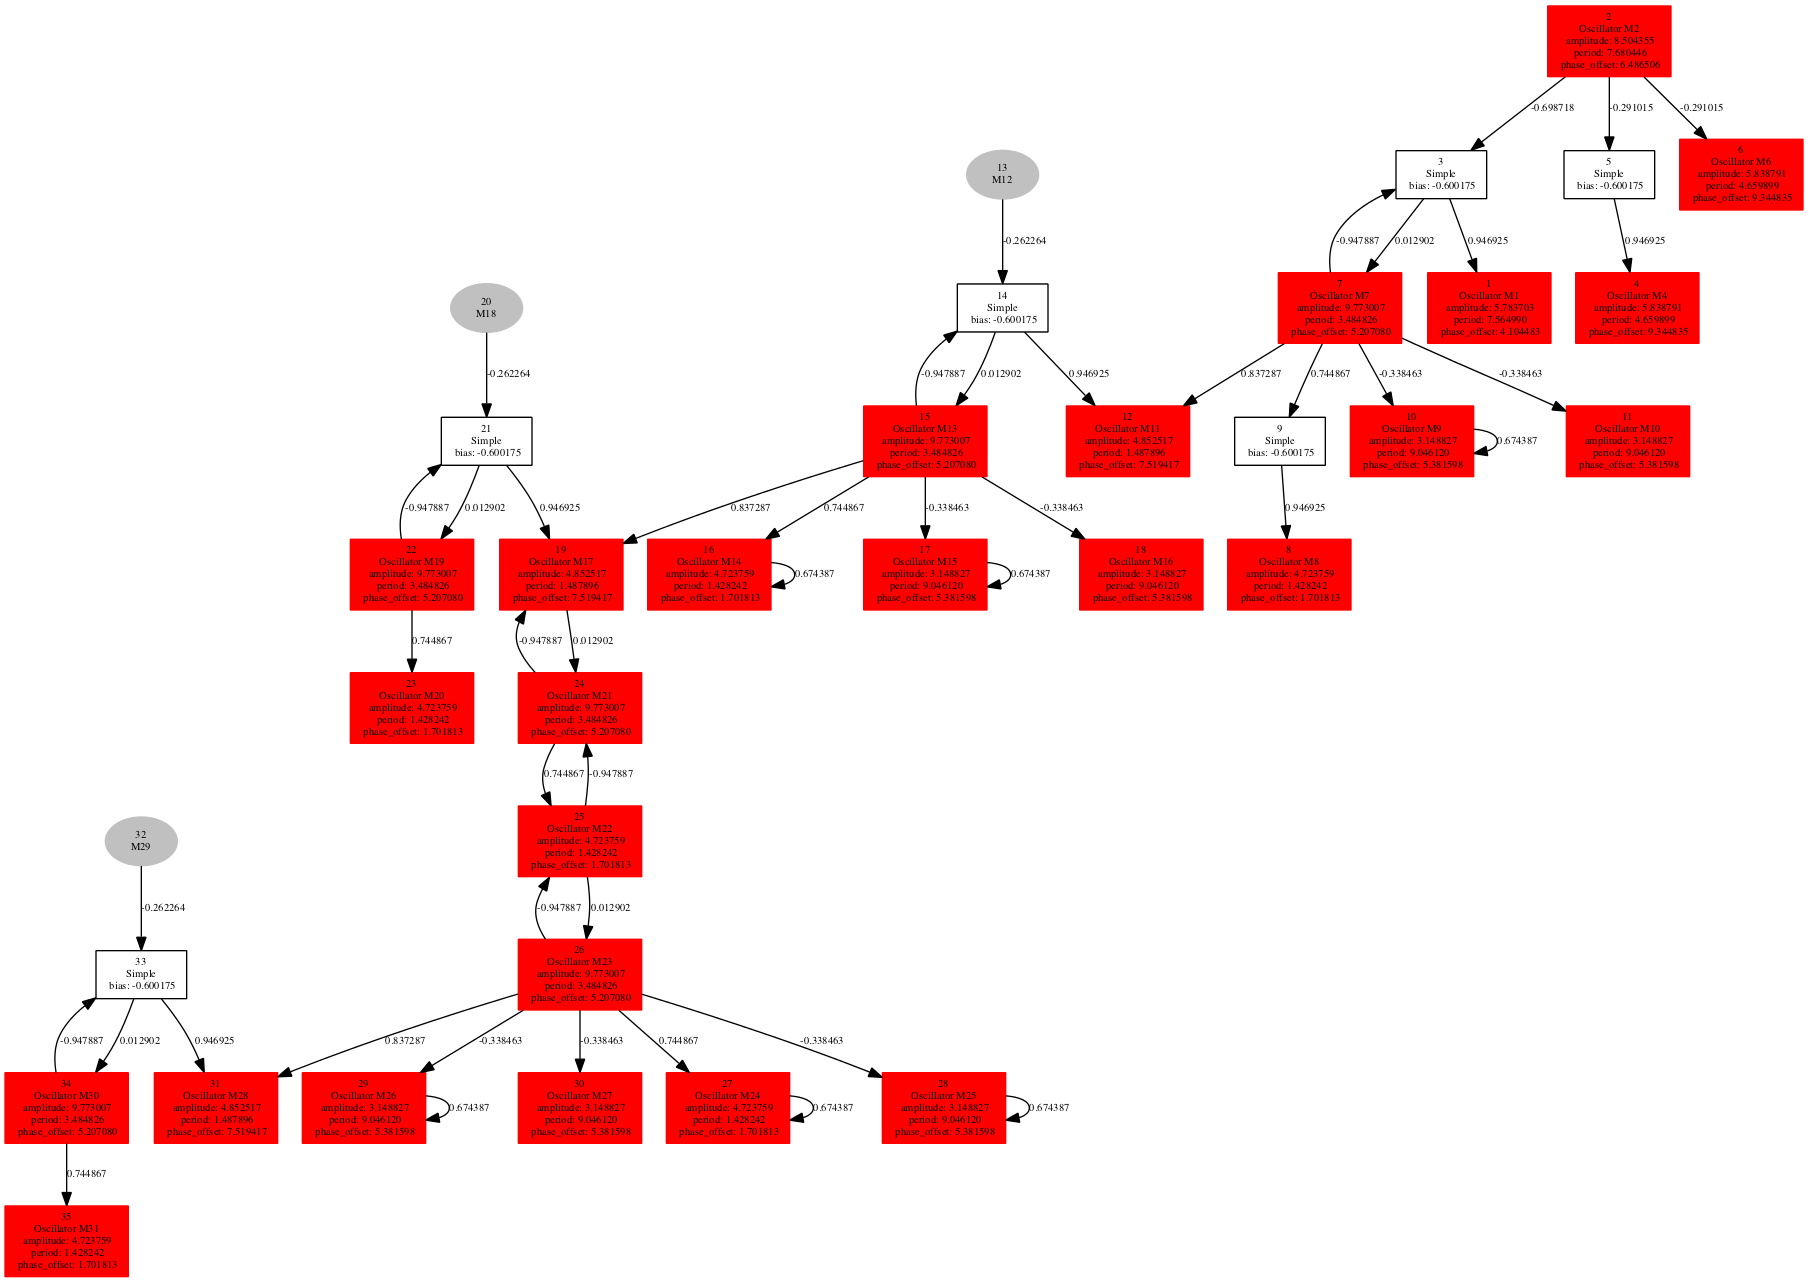 2
Oscillator M2
amplitude: 8.504355
period: 7.680446
phase_offset: 6.486506
-0.698718
-0.291015
-0.291015
3
Simple
bias: -0.600175
5
Simple
bias: -0.600175
6
Oscillator M6
amplitude: 5.838791
period: 4.659899
phase_offset: 9.344835
13
M12
-0.262264
-0.947887
0.012902
0.946925
0.946925
20
M18
14
Simple
bias: -0.600175
7
Oscillator M7
amplitude: 9.773007
period: 3.484826
phase_offset: 5.207080
1
Oscillator M1
amplitude: 5.783703
period: 7.564990
phase_offset: 4.104483
4
Oscillator M4
amplitude: 5.838791
period: 4.659899
phase_offset: 9.344835
-0.262264
-0.947887
0.012902
0.946925
0.837287
0.744867
-0.338463
-0.338463
21
Simple
bias: -0.600175
15
Oscillator M13
amplitude: 9.773007
period: 3.484826
phase_offset: 5.207080
12
Oscillator M11
amplitude: 4.852517
period: 1.487896
phase_offset: 7.519417
9
Simple
bias: -0.600175
10
Oscillator M9
amplitude: 3.148827
period: 9.046120
phase_offset: 5.381598
0.674387
11
Oscillator M10
amplitude: 3.148827
period: 9.046120
phase_offset: 5.381598
-0.947887
0.012902
0.946925
0.837287
0.744867
-0.338463
-0.338463
0.946925
22
Oscillator M19
amplitude: 9.773007
period: 3.484826
phase_offset: 5.207080
19
Oscillator M17
amplitude: 4.852517
period: 1.487896
phase_offset: 7.519417
16
Oscillator M14
amplitude: 4.723759
period: 1.428242
phase_offset: 1.701813
0.674387
17
Oscillator M15
amplitude: 3.148827
period: 9.046120
phase_offset: 5.381598
0.674387
18
Oscillator M16
amplitude: 3.148827
period: 9.046120
phase_offset: 5.381598
8
Oscillator M8
amplitude: 4.723759
period: 1.428242
phase_offset: 1.701813
0.744867
-0.947887
0.012902
23
Oscillator M20
amplitude: 4.723759
period: 1.428242
phase_offset: 1.701813
24
Oscillator M21
amplitude: 9.773007
period: 3.484826
phase_offset: 5.207080
0.744867
-0.947887
25
Oscillator M22
amplitude: 4.723759
period: 1.428242
phase_offset: 1.701813
32
M29
-0.262264
-0.947887
0.012902
33
Simple
bias: -0.600175
26
Oscillator M23
amplitude: 9.773007
period: 3.484826
phase_offset: 5.207080
-0.947887
0.012902
0.946925
0.837287
-0.338463
-0.338463
0.744867
-0.338463
34
Oscillator M30
amplitude: 9.773007
period: 3.484826
phase_offset: 5.207080
31
Oscillator M28
amplitude: 4.852517
period: 1.487896
phase_offset: 7.519417
29
Oscillator M26
amplitude: 3.148827
period: 9.046120
phase_offset: 5.381598
0.674387
30
Oscillator M27
amplitude: 3.148827
period: 9.046120
phase_offset: 5.381598
27
Oscillator M24
amplitude: 4.723759
period: 1.428242
phase_offset: 1.701813
0.674387
28
Oscillator M25
amplitude: 3.148827
period: 9.046120
phase_offset: 5.381598
0.674387
0.744867
35
Oscillator M31
amplitude: 4.723759
period: 1.428242
phase_offset: 1.701813